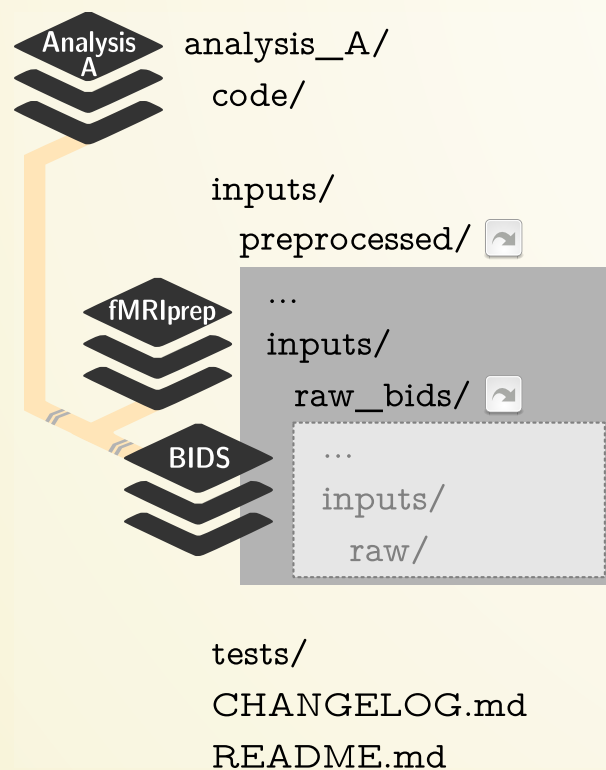 Analysis
A
analysis_A/
code/
inputs/
preprocessed/
fMRIprep
...
inputs/
raw_bids/
BIDS
...
inputs/
raw/
tests/
CHANGELOG.md
README.md